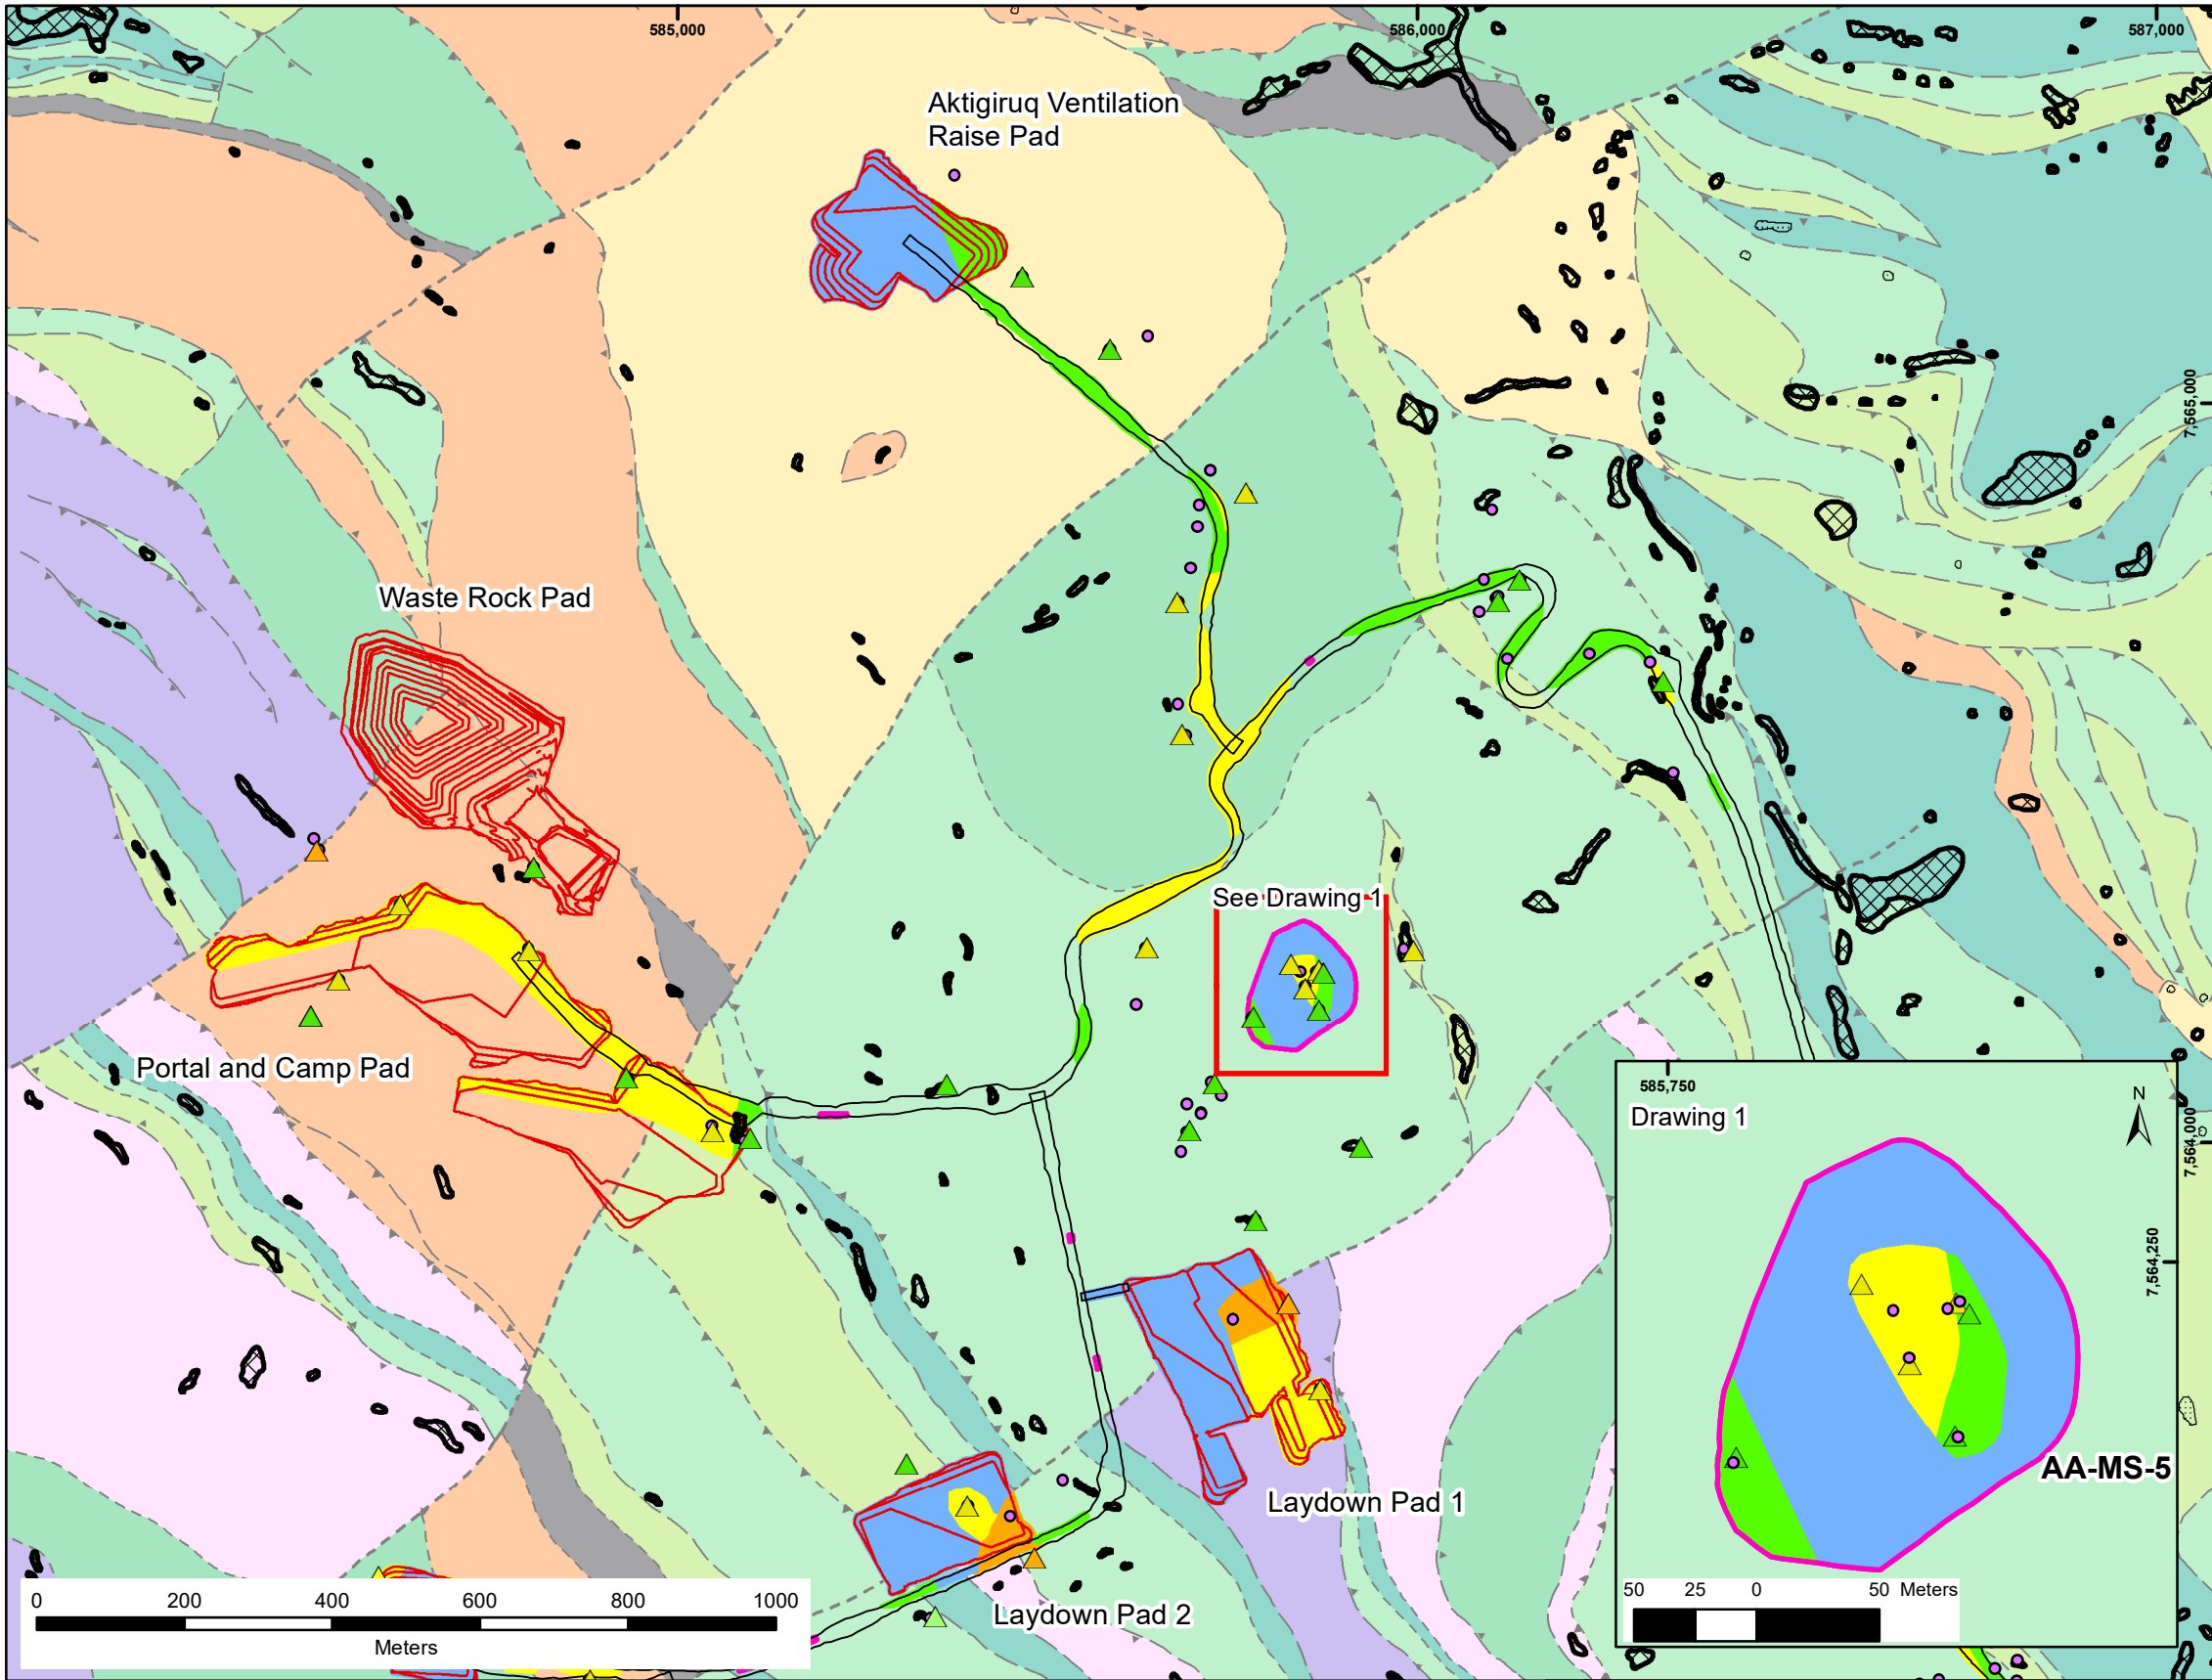 585,000
586,000
587,000
Aktigiruq Ventilation
Raise Pad
7,565,000
Waste Rock Pad
See Drawing 1
Portal and Camp Pad
585,750
N
Drawing 1
7,564,000
7,564,250
AA-MS-5
Laydown Pad 1
50 25 0 50 Meters
0 200 400 600 800 1000
Meters
Laydown Pad 2